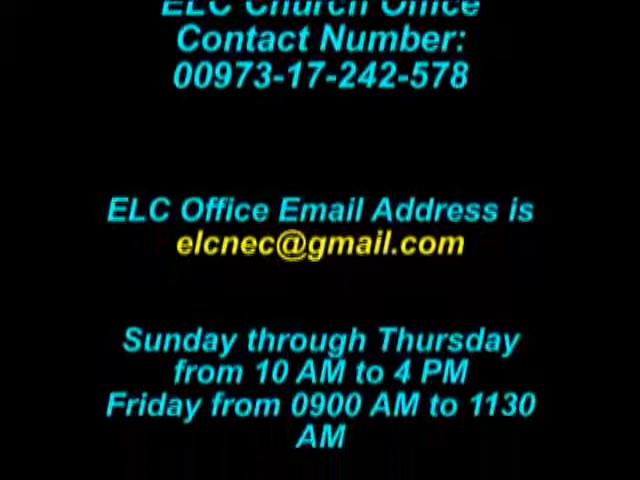 ELC Church Office
Contact Number:
00973-17-242-578
ELC Office Email Address is
elcnec@gmail.com
Sunday through Thursday
from 10 AM to 4 PM
Friday from 0900 AM to 1130
AM